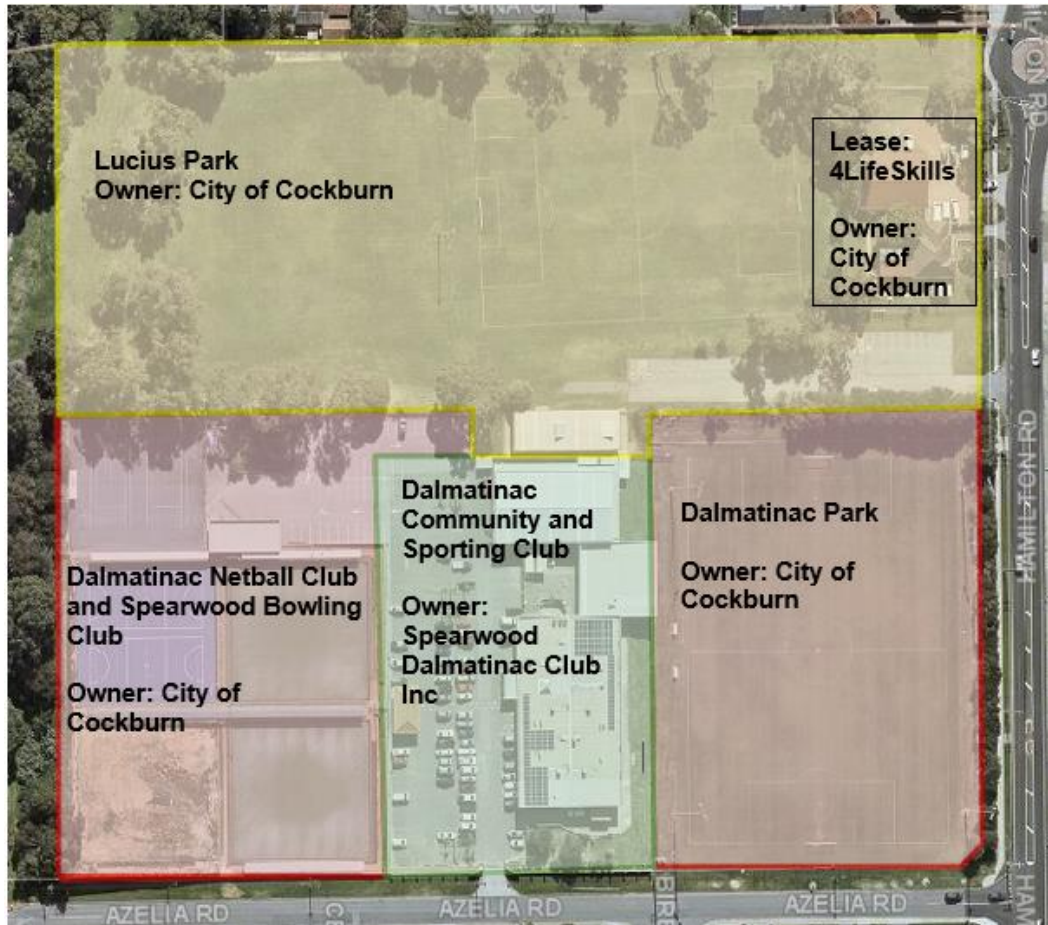 REGINA CT
Lucius Park
Owner: City of Cockburn
Lease:
4LifeSkills
Owner:
City of
Cockburn
HAMILTON RD
Dalmatinac Netball Club
and Spearwood Bowling
Club
Owner: City of
Cockburn
Dalmatinac
Community and
Sporting Club
Owner:
Spearwood
Dalmatinac Club
Inc
Dalmatinac Park
Owner: City of
Cockburn
AZELIA RD
AZELIA RD
AZELIA RD